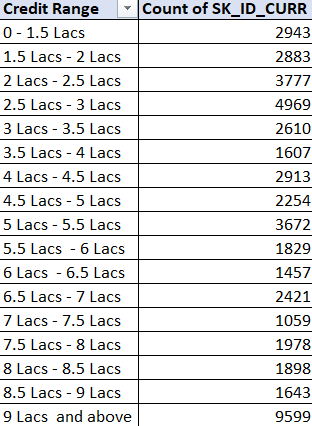 Credit Range Count of SK_ID_CURR
0 - 1.5 Lacs 2943
1.5 Lacs - 2 Lacs 2883
2 Lacs - 2.5 Lacs 3777
2.5 Lacs - 3 Lacs 4969
3 Lacs - 3.5 Lacs 2610
3.5 Lacs - 4 Lacs 1607
4 Lacs - 4.5 Lacs 2913
4.5 Lacs - 5 Lacs 2254
5 Lacs - 5.5 Lacs 3672
5.5 Lacs  - 6 Lacs 1829
6 Lacs  - 6.5 Lacs 1457
6.5 Lacs - 7 Lacs 2421
7 Lacs - 7.5 Lacs 1059
7.5 Lacs - 8 Lacs 1978
8 Lacs - 8.5 Lacs 1898
8.5 Lacs - 9 Lacs 1643
9 Lacs  and above 9599